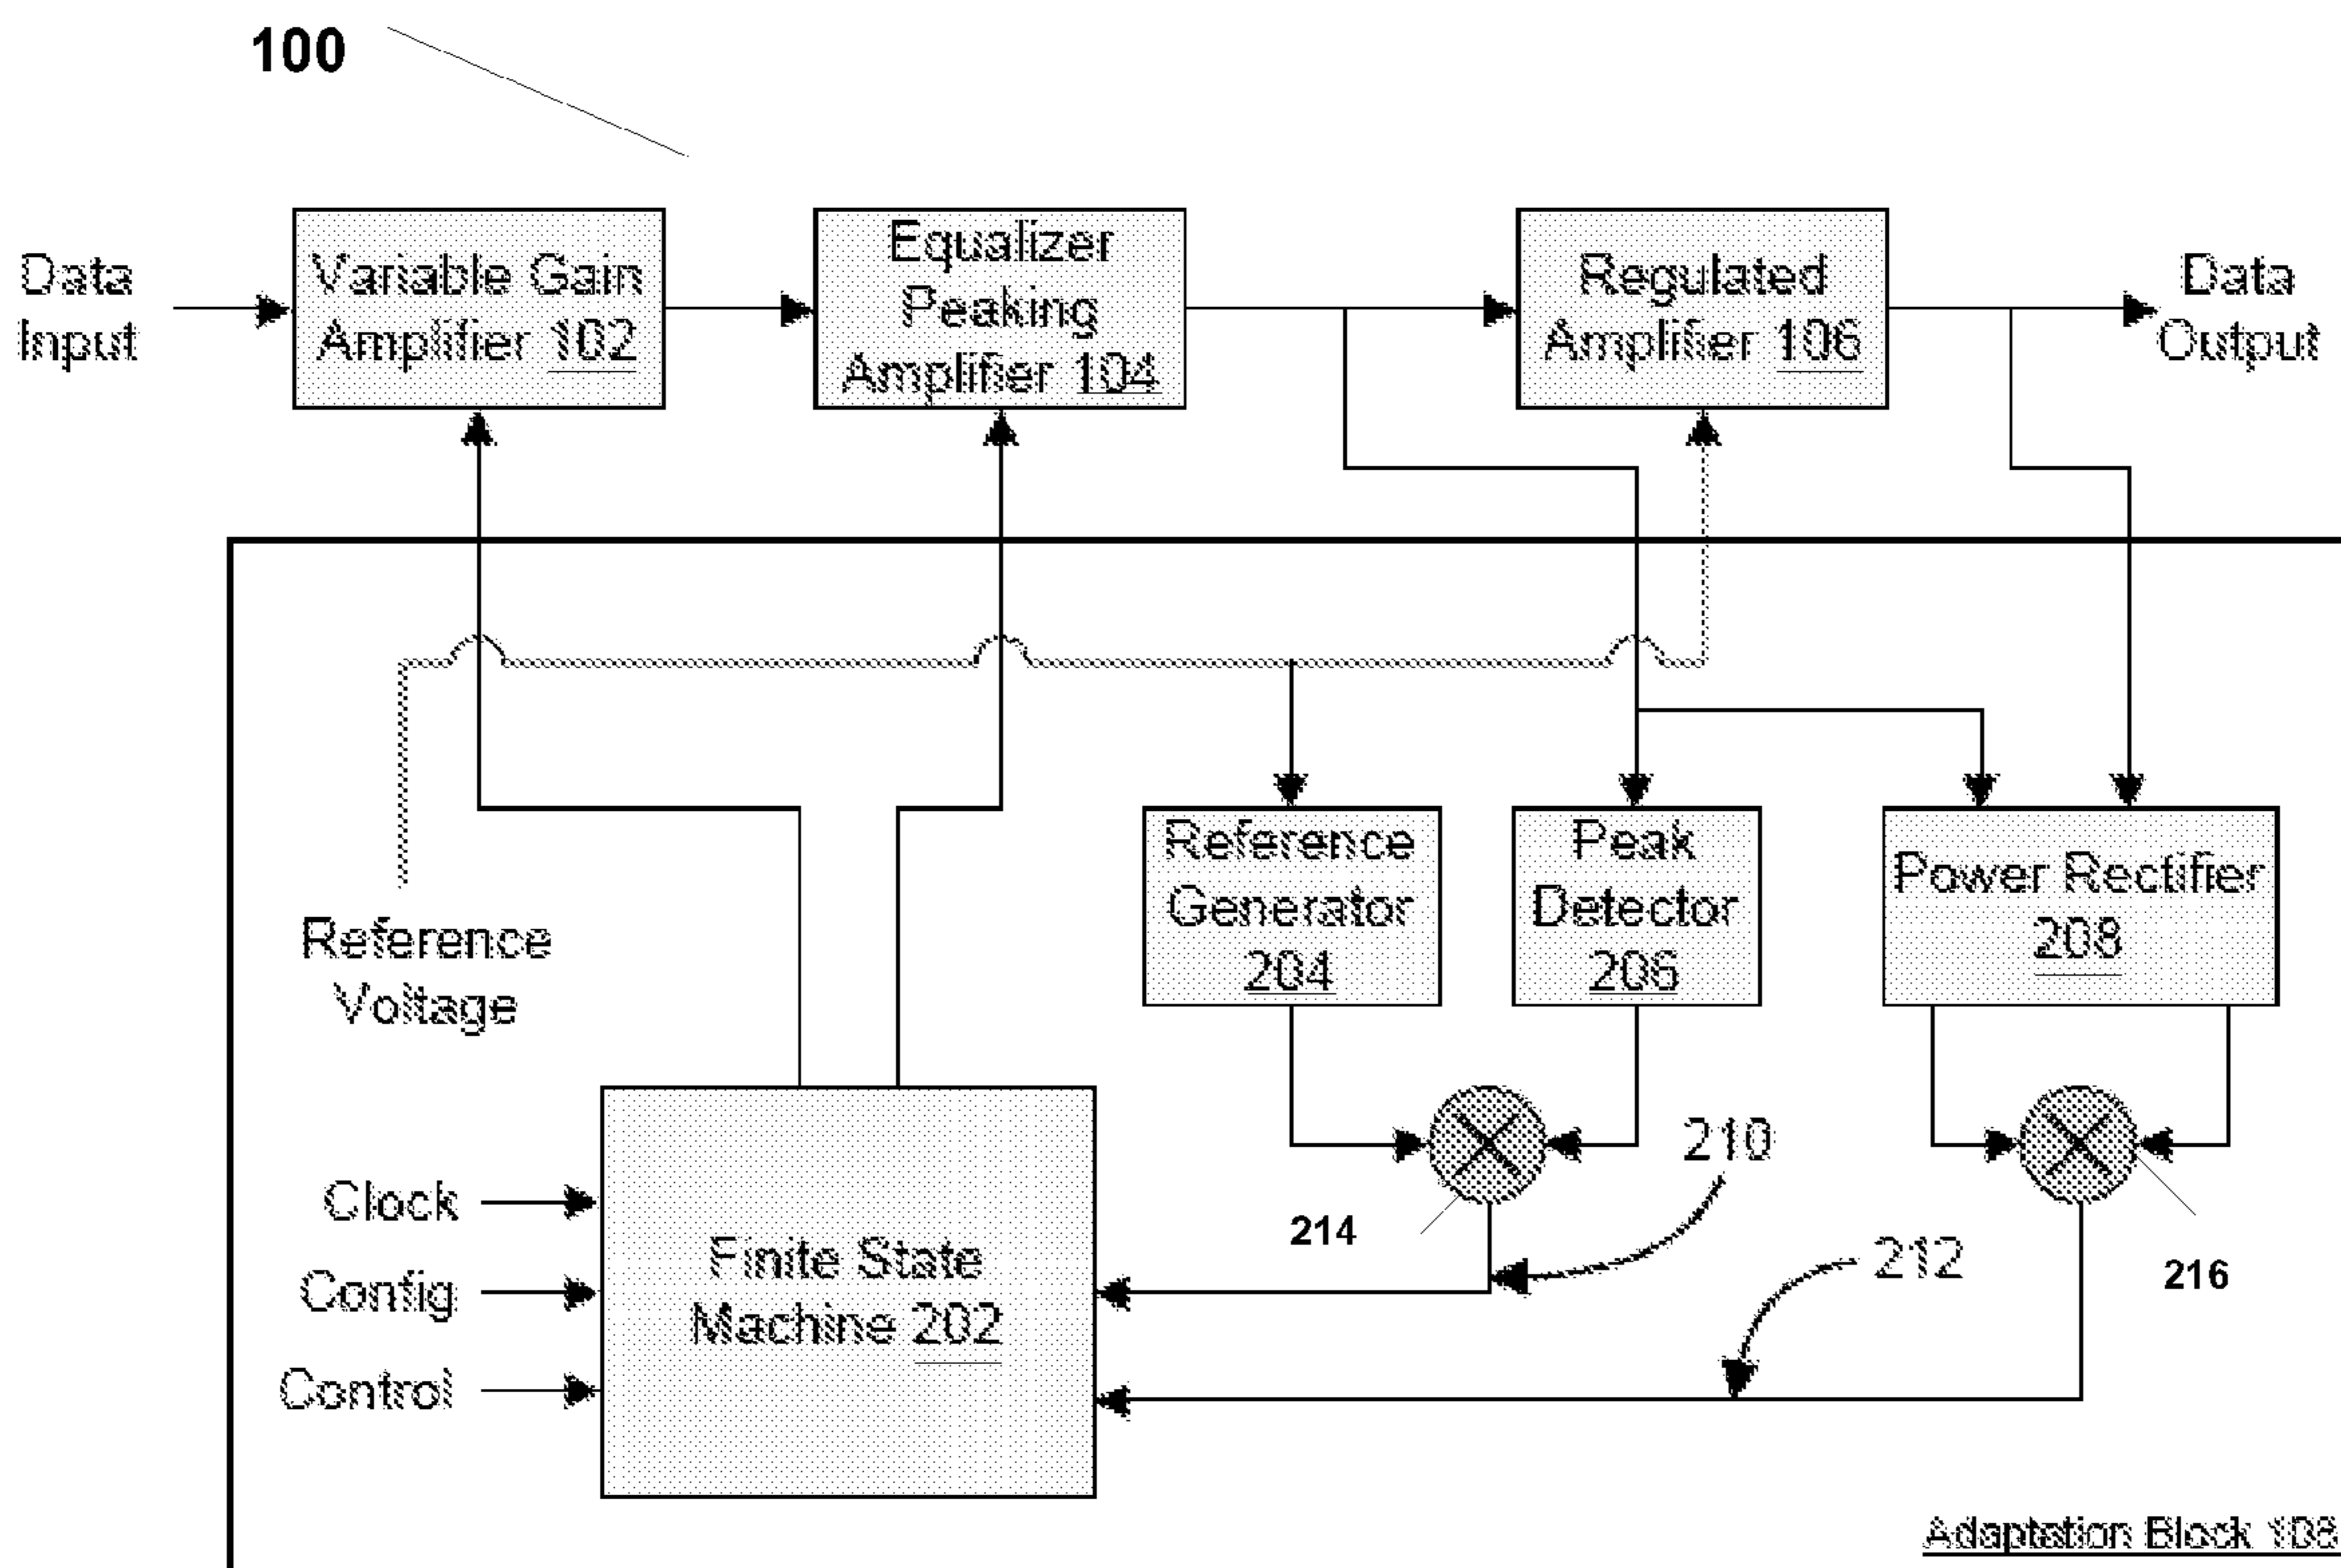 100
Data
Input
Variable Gain
Amplifier 102
Equalizer
Peaking
Amplifier 104
Regulated
Amplifier 106
Data
Output
Reference
Voltage
Reference
Generator
204
Peak
Detector
206
Power Rectifier
208
Clock
Config
Control
Finite State
Machine 202
214
210
212
216
Adaptation Block 108